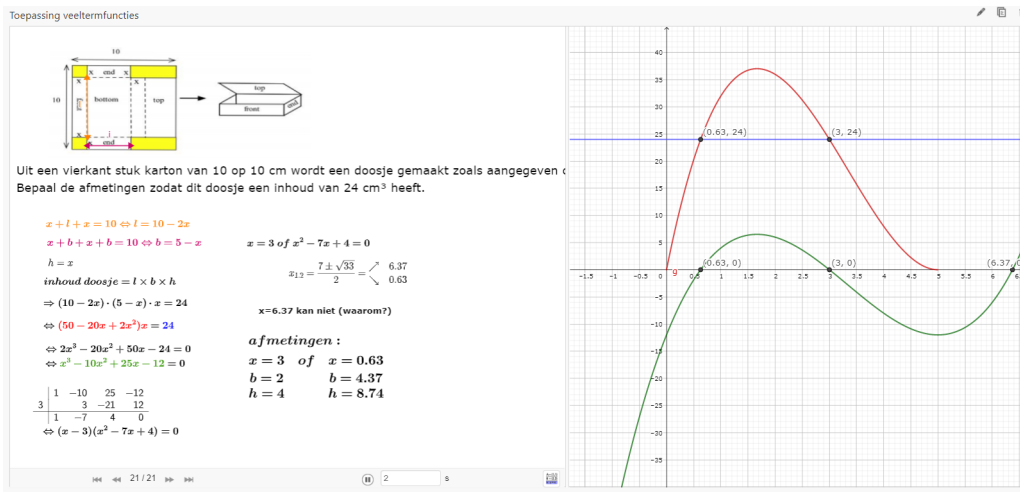 Toepassing veeltermfuncties
10
x end x
x x
10 bottom top
x i
end
top
front end
Uit een vierkant stuk karton van 10 op 10 cm wordt een doosje gemaakt zoals aangegeven
Bepaal de afmetingen zodat dit doosje een inhoud van 24 cm³ heeft.
x + l + x = 10 ⇔ l = 10 − 2x
x + b + x + b = 10 ⇔ b = 5 − x
h = x
inhoud doosje = l × b × h
⇒ (10 − 2x) · (5 − x) · x = 24
⇔ (50 − 20x + 2x²)x = 24
⇔ 2x³ − 20x² + 50x − 24 = 0
⇔ x³ − 10x² + 25x − 12 = 0
1 −10 25 −12
3 3 −21 12
1 −7 4 0
⇔ (x − 3)(x² − 7x + 4) = 0
x = 3 of x² − 7x + 4 = 0
x1,2 = 7 ± √33 / 2 = ↗ 6.37
↘ 0.63
x=6.37 kan niet (waarom?)
afmetingen :
x = 3 of x = 0.63
b = 2 b = 4.37
h = 4 h = 8.74
21 / 21
2 s
40
35
30
25
20
15
10
5
(0.63, 24) (3, 24)
(0.63, 0) (3, 0) (6.37,
g
−1.5 −1 −0.5 0 0.5 1 1.5 2 2.5 3 3.5 4 4.5 5 5.5 6
−5
−10
−15
−20
−25
−30
−35